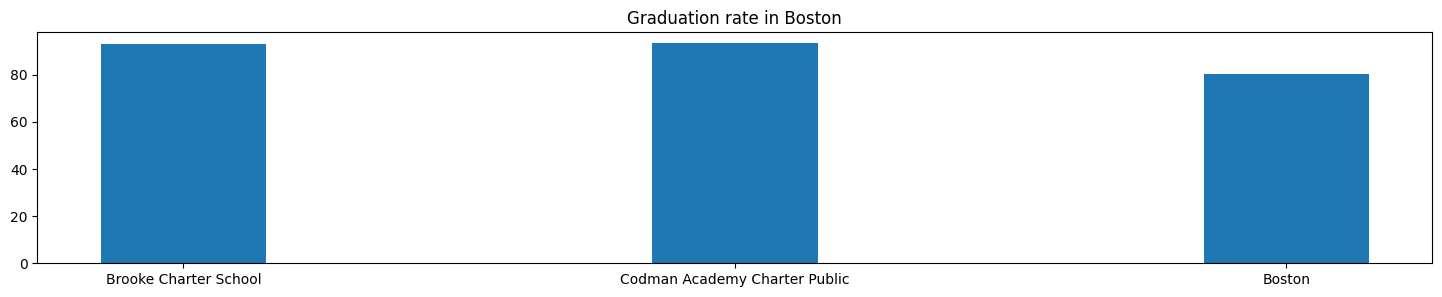 Graduation rate in Boston
80
60
40
20
0
Brooke Charter School
Codman Academy Charter Public
Boston